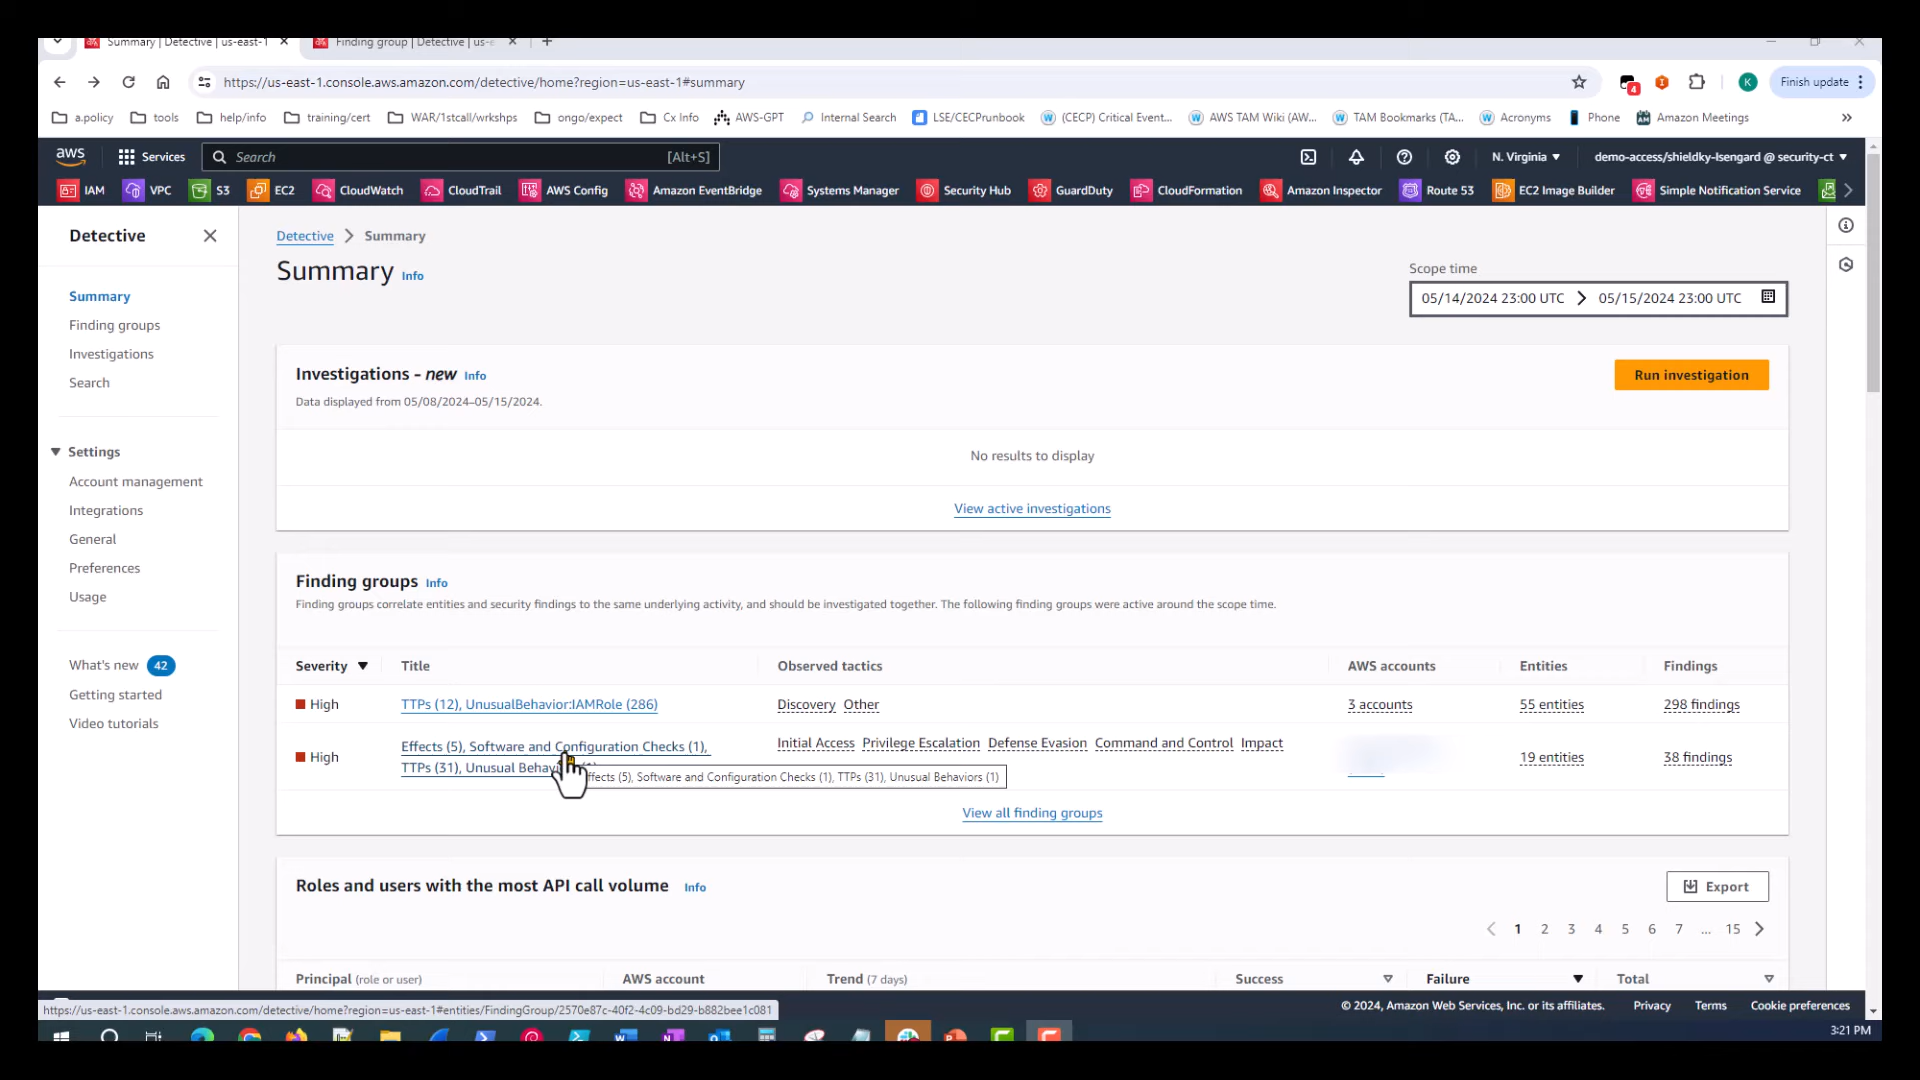 Summary | Detective | us-east-1
Finding group | Detective | us-e
https://us-east-1.console.aws.amazon.com/detective/home?region=us-east-1#summary
4
K
Finish update
a.policy
tools
help/info
training/cert
WAR/1stcall/wrkshps
ongo/expect
Cx Info
AWS-GPT
Internal Search
LSE/CECPrunbook
(CECP) Critical Event...
AWS TAM Wiki (AW...
TAM Bookmarks (TA...
Acronyms
Phone
Amazon Meetings
aws
Services
Search
[Alt+S]
N. Virginia
demo-access/shieldky-Isengard @ security-ct
IAM
VPC
S3
EC2
CloudWatch
CloudTrail
AWS Config
Amazon EventBridge
Systems Manager
Security Hub
GuardDuty
CloudFormation
Amazon Inspector
Route 53
EC2 Image Builder
Simple Notification Service
Detective
Summary
Finding groups
Investigations
Search
Settings
Account management
Integrations
General
Preferences
Usage
What's new 42
Getting started
Video tutorials
Detective > Summary
Summary Info
Scope time
05/14/2024 23:00 UTC > 05/15/2024 23:00 UTC
Investigations - new Info
Run investigation
Data displayed from 05/08/2024–05/15/2024.
No results to display
View active investigations
Finding groups Info
Finding groups correlate entities and security findings to the same underlying activity, and should be investigated together. The following finding groups were active around the scope time.
Severity Title Observed tactics AWS accounts Entities Findings
High TTPs (12), UnusualBehavior:IAMRole (286) Discovery Other 3 accounts 55 entities 298 findings
High Effects (5), Software and Configuration Checks (1), Initial Access Privilege Escalation Defense Evasion Command and Control Impact 19 entities 38 findings
TTPs (31), Unusual
ffects (5), Software and Configuration Checks (1), TTPs (31), Unusual Behaviors (1)
View all finding groups
Roles and users with the most API call volume Info
Export
1 2 3 4 5 6 7 ... 15
Principal (role or user) AWS account Trend (7 days) Success Failure Total
https://us-east-1.console.aws.amazon.com/detective/home?region=us-east-1#entities/FindingGroup/2570e87c-40f2-4c09-bd29-b882bee1c081
© 2024, Amazon Web Services, Inc. or its affiliates.
Privacy
Terms
Cookie preferences
3:21 PM